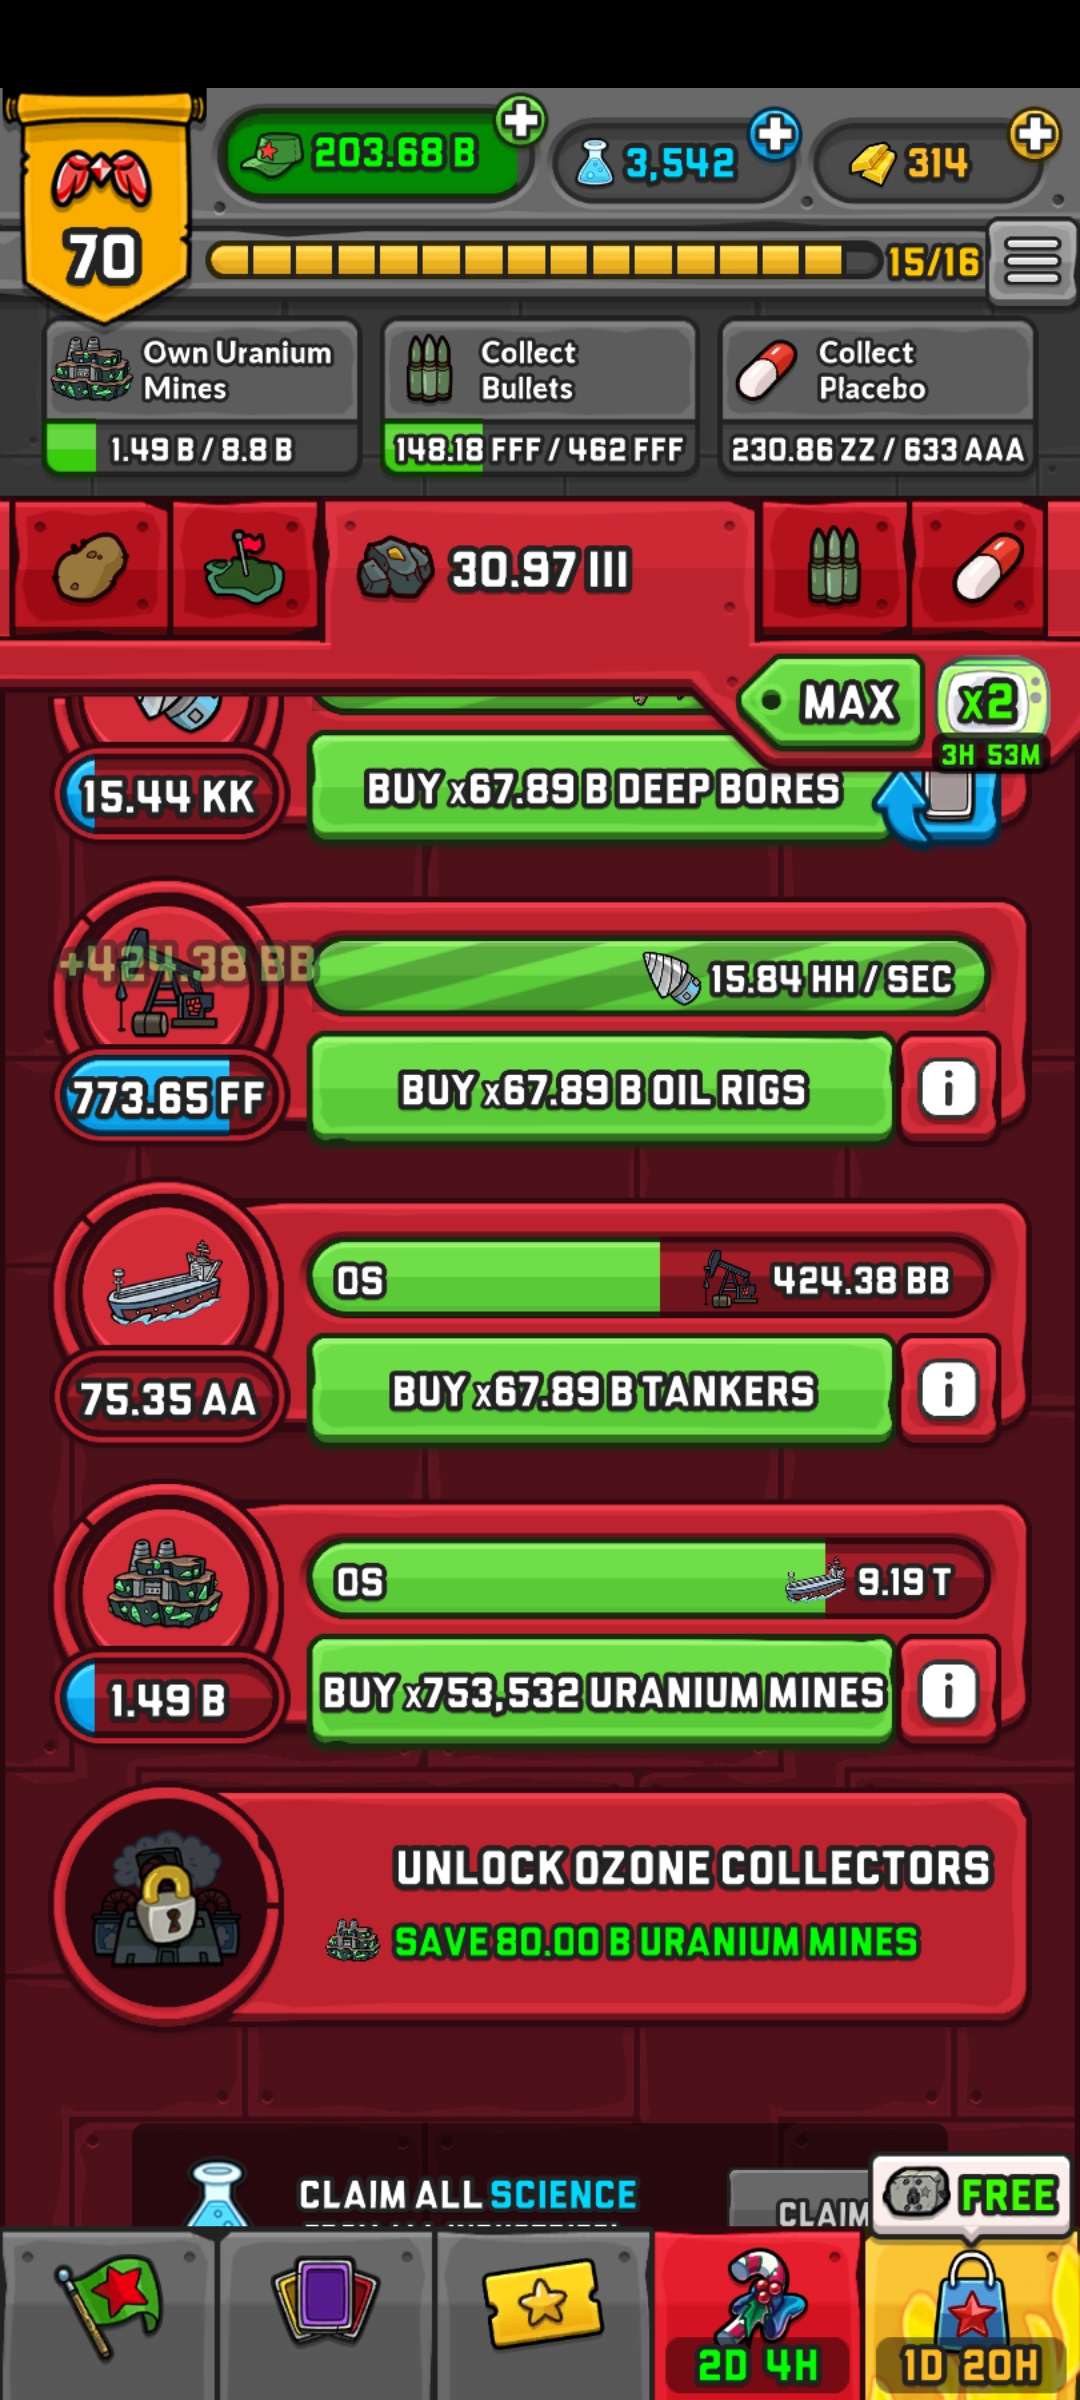 203.68 B
3,542
314
70
15/16
Own Uranium
Mines
1.49 B / 8.8 B
Collect
Bullets
148.18 FFF / 462 FFF
Collect
Placebo
230.86 ZZ / 633 AAA
30.97 III
MAX
x2
3H 53M
15.44 KK
BUY x67.89 B DEEP BORES
+424.38 BB
15.84 HH / SEC
773.65 FF
BUY x67.89 B OIL RIGS
i
0S
424.38 BB
75.35 AA
BUY x67.89 B TANKERS
i
0S
9.19 T
1.49 B
BUY x753,532 URANIUM MINES
i
UNLOCK OZONE COLLECTORS
SAVE 80.00 B URANIUM MINES
CLAIM ALL SCIENCE
CLAIM
FREE
2D 4H
1D 20H